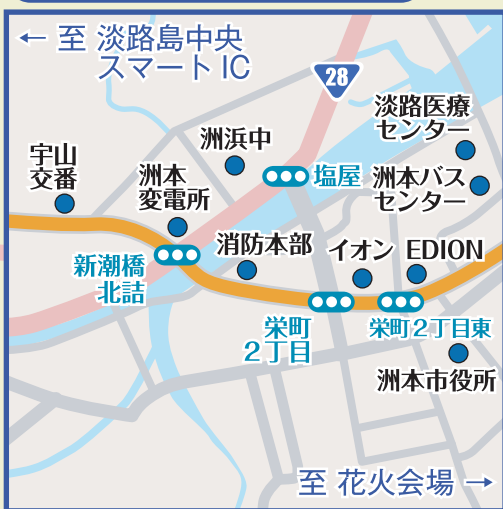 ← 至 淡路島中央
スマートIC
28
淡路医療
センター
洲浜中
宇山
交番
洲本
変電所
塩屋
洲本バス
センター
新潮橋
北詰
消防本部
イオン
EDION
栄町
2丁目
栄町2丁目東
洲本市役所
至 花火会場 →